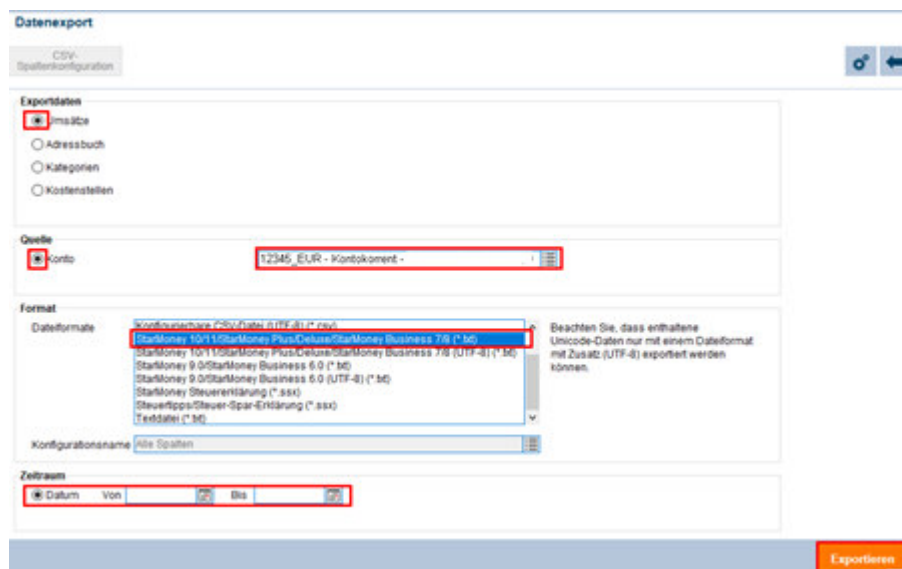 Datenexport
CSV-
Spaltenkonfiguration
Exportdaten
Umsätze
Adressbuch
Kategorien
Kostenstellen
Quelle
Konto 12345_EUR - Kontokorrent -
Format
Dateiformate
Konfigurierbare CSV-Datei (UTF-8) (*.csv)
StarMoney 10/11/StarMoney Plus/Deluxe/StarMoney Business 7/8 (*.txt)
StarMoney 10/11/StarMoney Plus/Deluxe/StarMoney Business 7/8 (UTF-8) (*.txt)
StarMoney 9.0/StarMoney Business 6.0 (*.txt)
StarMoney 9.0/StarMoney Business 6.0 (UTF-8) (*.txt)
StarMoney Steuererklärung (*.ssx)
Steuertipps/Steuer-Spar-Erklärung (*.ssx)
Textdatei (*.txt)
Beachten Sie, dass enthaltene
Unicode-Daten nur mit einem Dateiformat
mit Zusatz (UTF-8) exportiert werden
können.
Konfigurationsname Alle Spalten
Zeitraum
Datum Von Bis
Exportieren